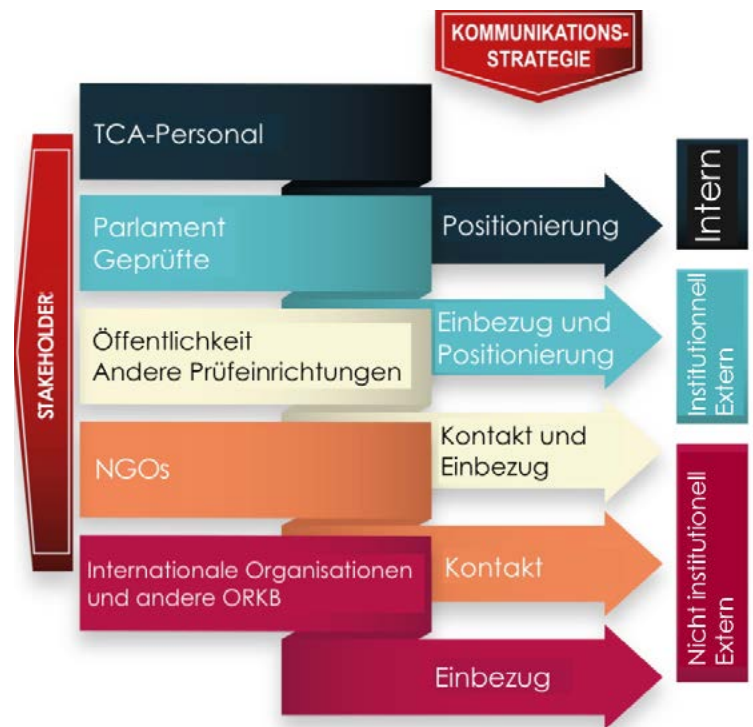 KOMMUNIKATIONS-
STRATEGIE
STAKEHOLDER
TCA-Personal
Positionierung
Intern
Parlament
Geprüfte
Einbezug und
Positionierung
Institutionnell
Extern
Öffentlichkeit
Andere Prüfeinrichtungen
Kontakt und
Einbezug
NGOs
Kontakt
Internationale Organisationen
und andere ORKB
Einbezug
Nicht institutionell
Extern